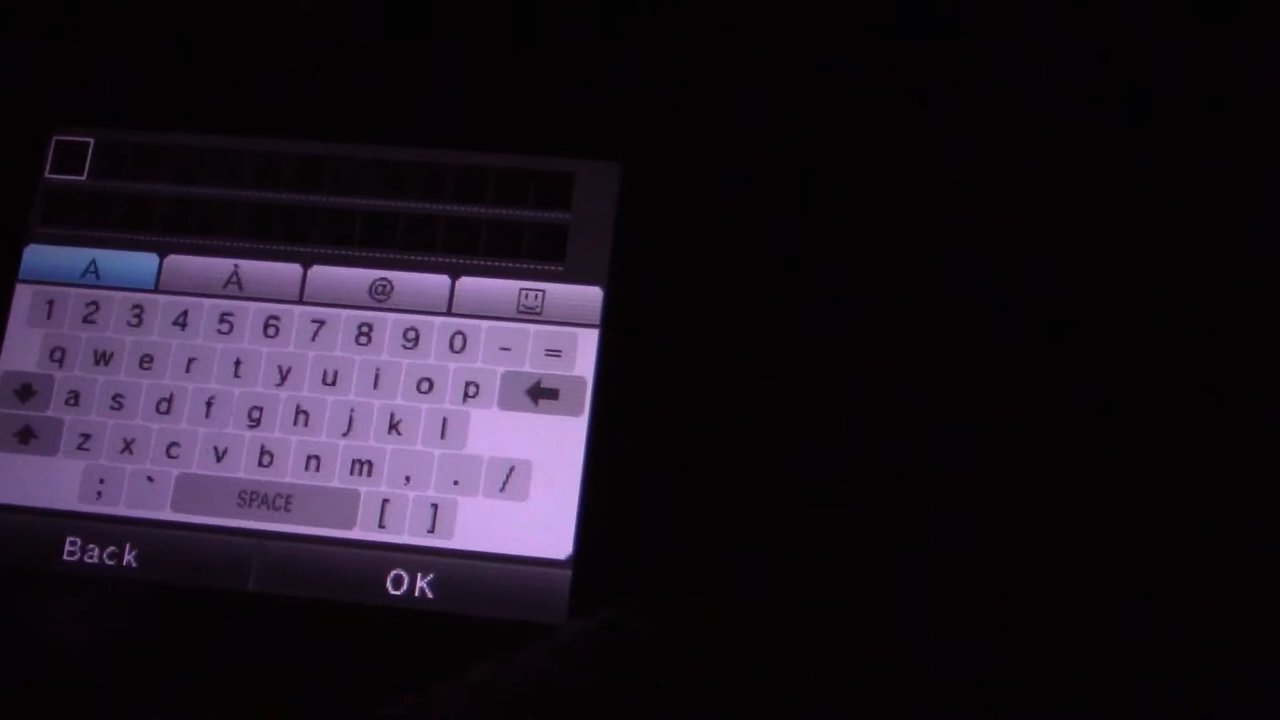 A À @
1 2 3 4 5 6 7 8 9 0 - =
q w e r t y u i o p
a s d f g h j k l
z x c v b n m , . /
; ` SPACE [ ]
Back OK